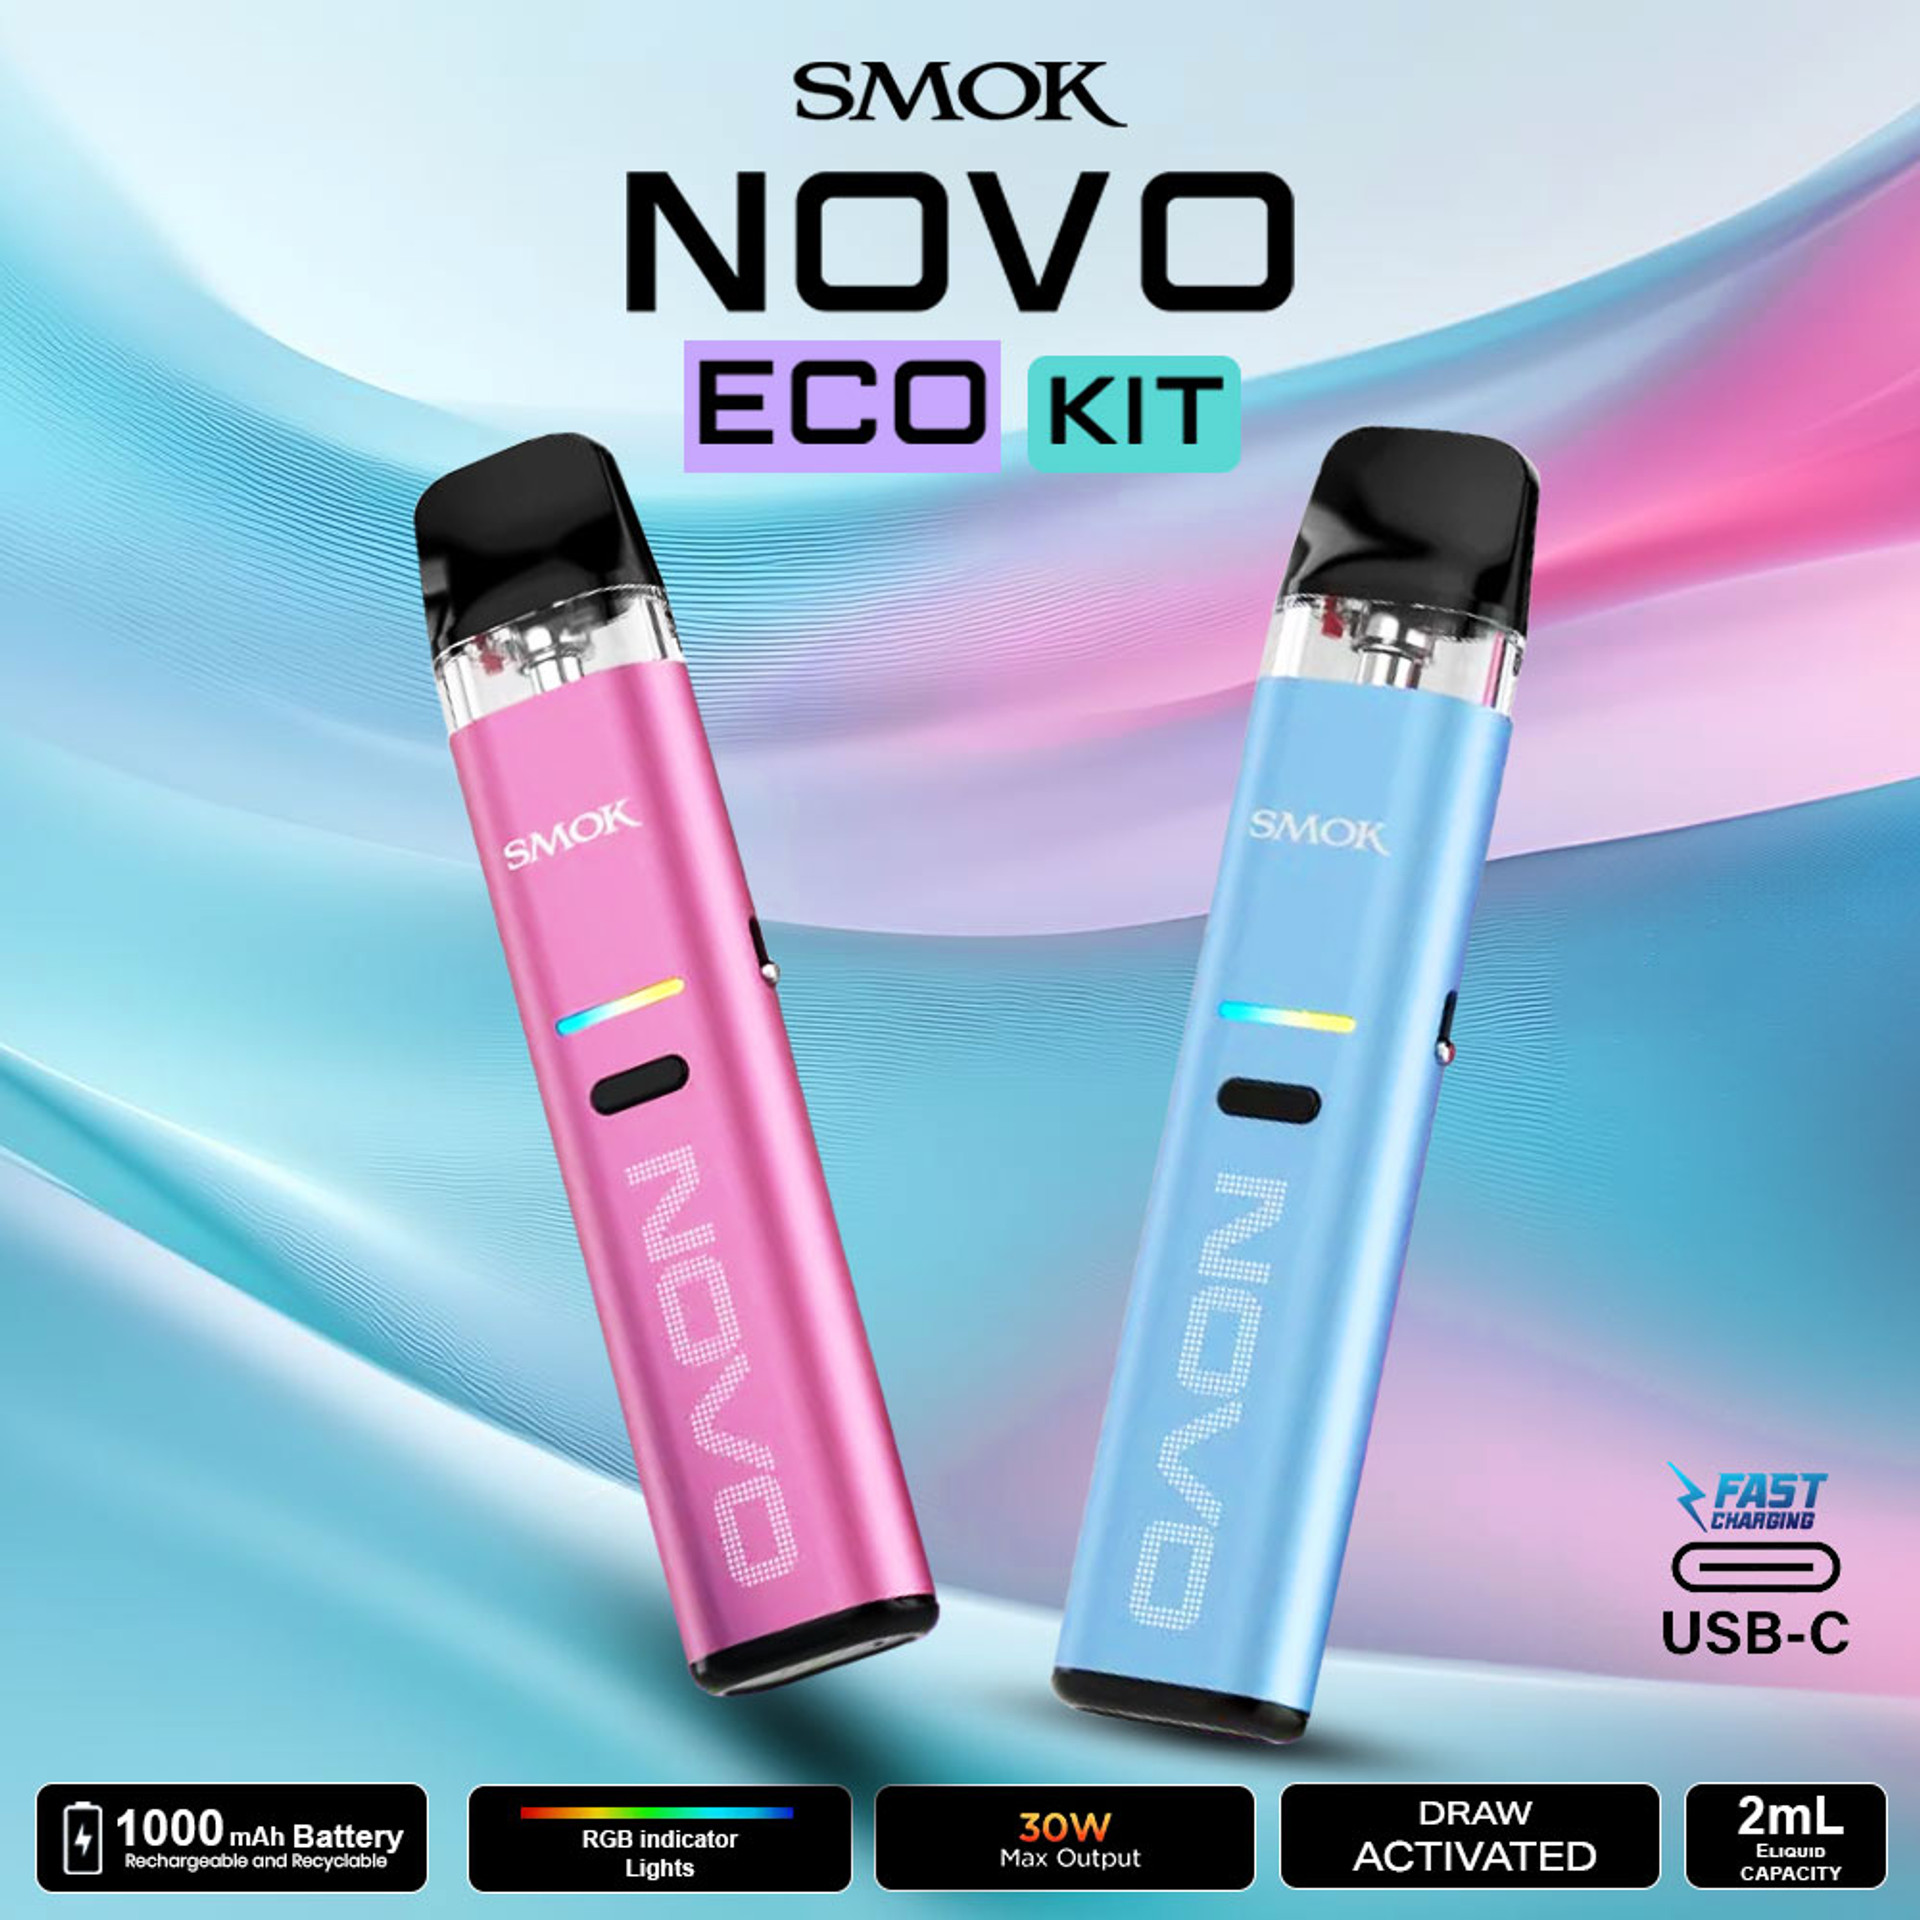 SMOK
NOVO
ECO KIT
SMOK
NOVO
SMOK
NOVO
FAST
CHARGING
USB-C
1000 mAh Battery
Rechargeable and Recyclable
RGB indicator
Lights
30W
Max Output
DRAW
ACTIVATED
2mL
ELIQUID
CAPACITY